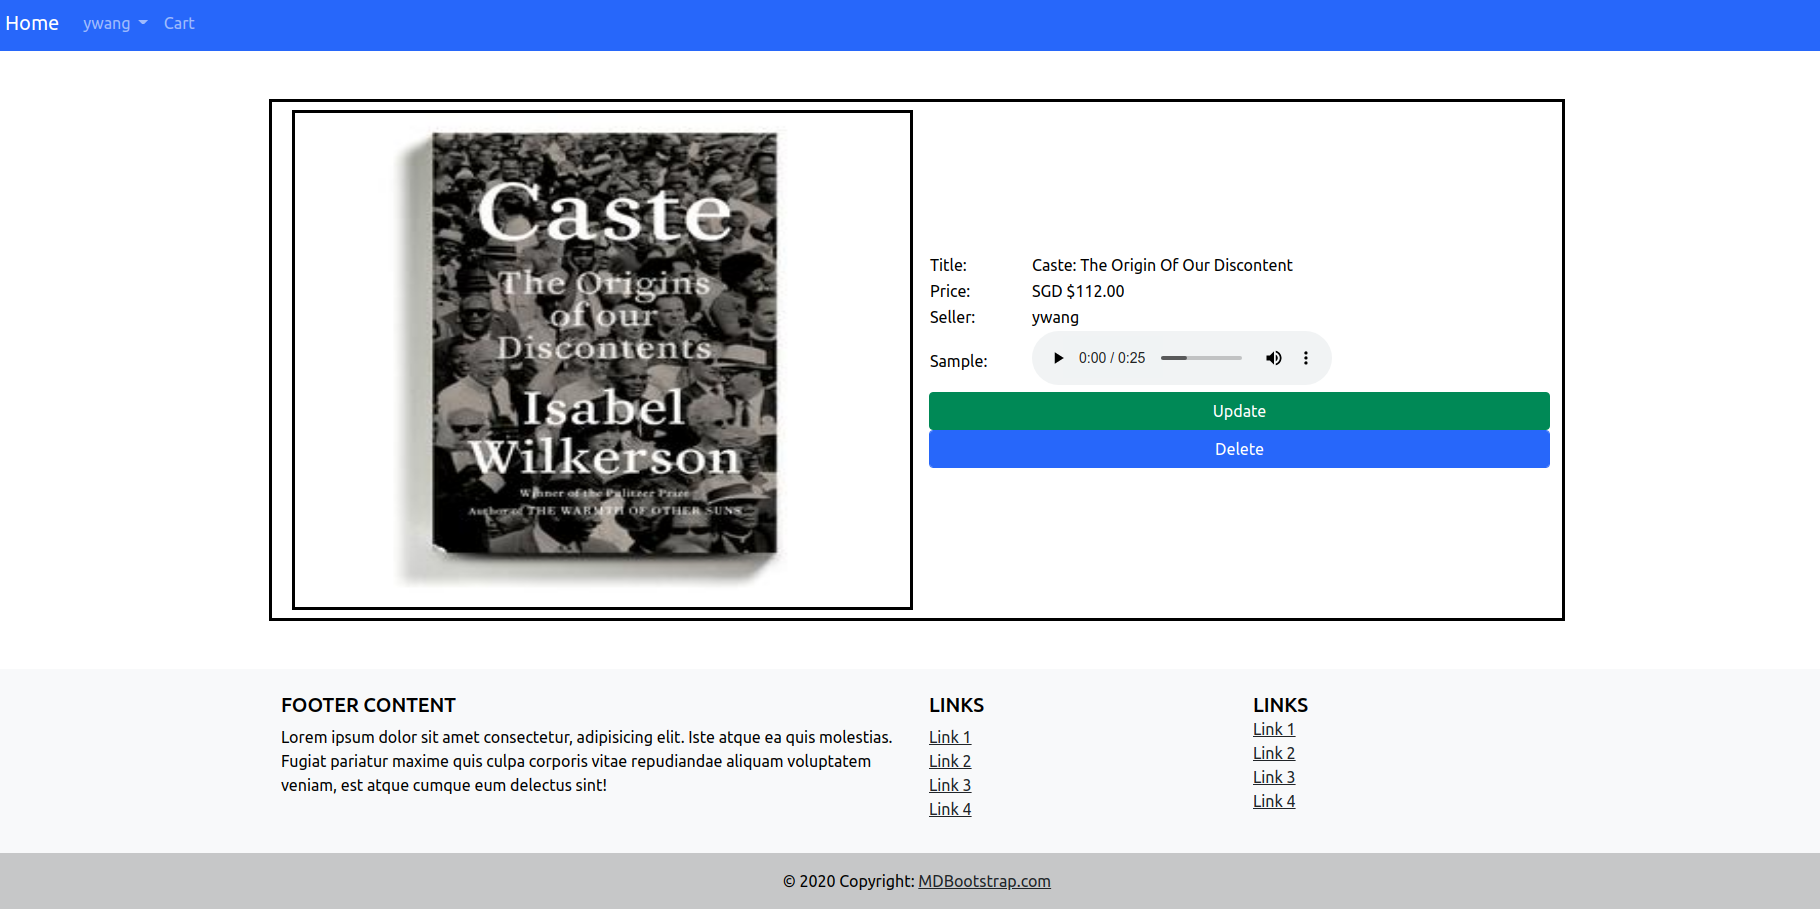 Home ywang Cart
Caste
The Origins
of our
Discontents
Isabel
Wilkerson
Winner of the Pulitzer Prize
Author of THE WARMTH OF OTHER SUNS
Title: Caste: The Origin Of Our Discontent
Price: SGD $112.00
Seller: ywang
Sample: 0:00 / 0:25
Update
Delete
FOOTER CONTENT
Lorem ipsum dolor sit amet consectetur, adipisicing elit. Iste atque ea quis molestias.
Fugiat pariatur maxime quis culpa corporis vitae repudiandae aliquam voluptatem
veniam, est atque cumque eum delectus sint!
LINKS
Link 1
Link 2
Link 3
Link 4
LINKS
Link 1
Link 2
Link 3
Link 4
© 2020 Copyright: MDBootstrap.com